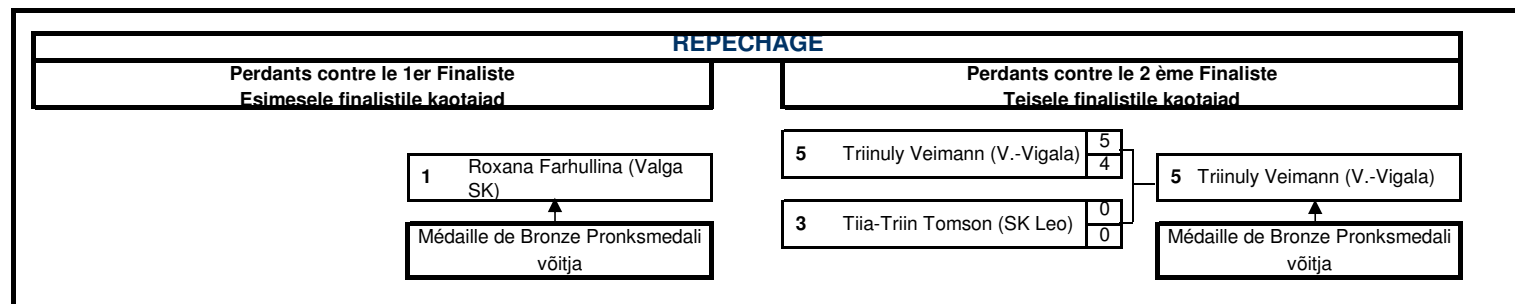 REPECHAGE
Perdants contre le 1er Finaliste
Esimesele finalistile kaotajad
Perdants contre le 2 ème Finaliste
Teisele finalistile kaotajad
1 Roxana Farhullina (Valga
SK)
Médaille de Bronze Pronksmedali
võitja
5 Triinuly Veimann (V.-Vigala) 5
4
3 Tiia-Triin Tomson (SK Leo) 0
0
5 Triinuly Veimann (V.-Vigala)
Médaille de Bronze Pronksmedali
võitja